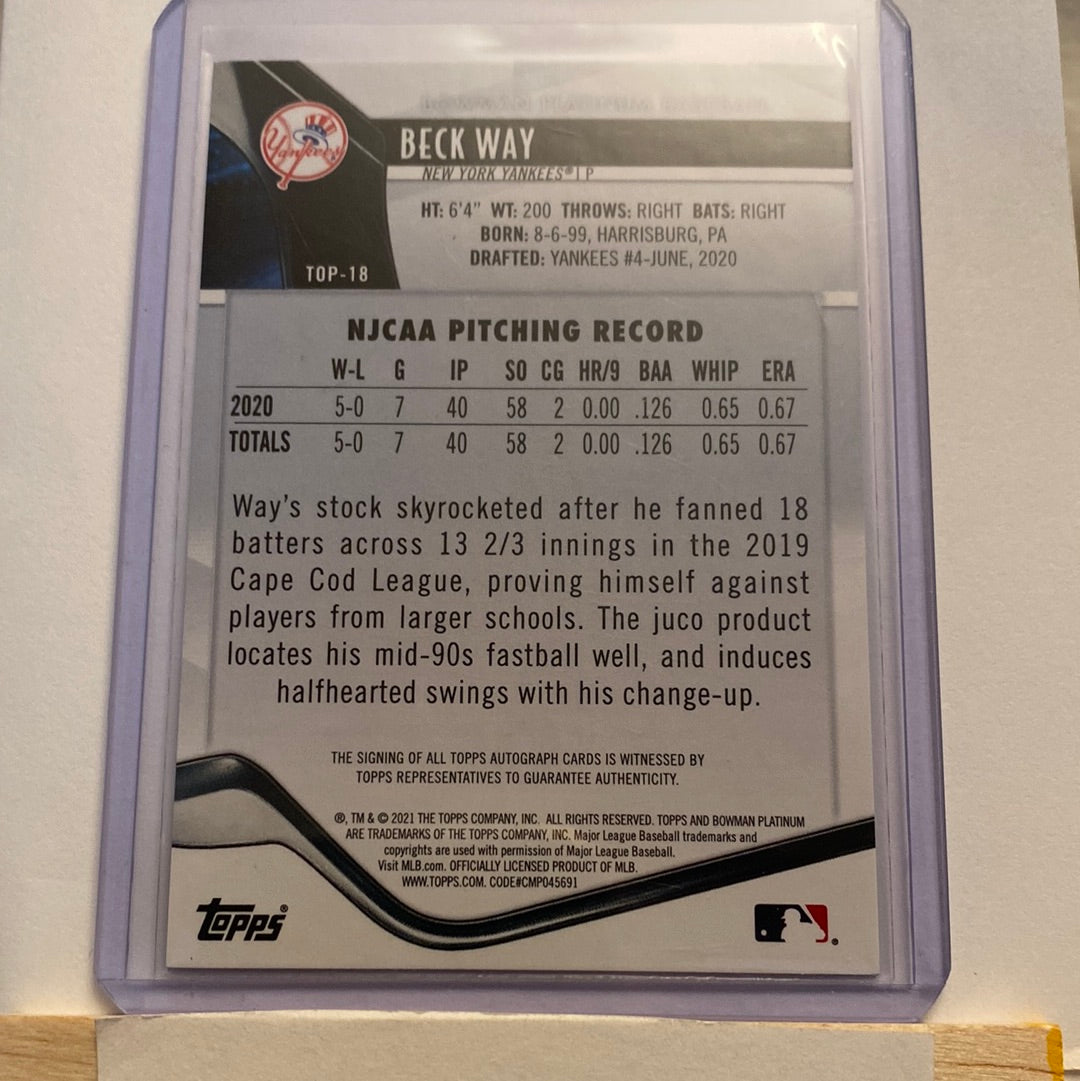 BOWMAN PLATINUM BASEBALL
Yankees
BECK WAY
NEW YORK YANKEES® | P
HT: 6'4" WT: 200 THROWS: RIGHT BATS: RIGHT
BORN: 8-6-99, HARRISBURG, PA
DRAFTED: YANKEES #4-JUNE, 2020
TOP-18
NJCAA PITCHING RECORD
W-L G IP SO CG HR/9 BAA WHIP ERA
2020 5-0 7 40 58 2 0.00 .126 0.65 0.67
TOTALS 5-0 7 40 58 2 0.00 .126 0.65 0.67
Way's stock skyrocketed after he fanned 18
batters across 13 2/3 innings in the 2019
Cape Cod League, proving himself against
players from larger schools. The juco product
locates his mid-90s fastball well, and induces
halfhearted swings with his change-up.
THE SIGNING OF ALL TOPPS AUTOGRAPH CARDS IS WITNESSED BY
TOPPS REPRESENTATIVES TO GUARANTEE AUTHENTICITY.
®, TM & © 2021 THE TOPPS COMPANY, INC. ALL RIGHTS RESERVED. TOPPS AND BOWMAN PLATINUM
ARE TRADEMARKS OF THE TOPPS COMPANY, INC. Major League Baseball trademarks and
copyrights are used with permission of Major League Baseball.
Visit MLB.com. OFFICIALLY LICENSED PRODUCT OF MLB.
WWW.TOPPS.COM. CODE#CMP045691
Topps®